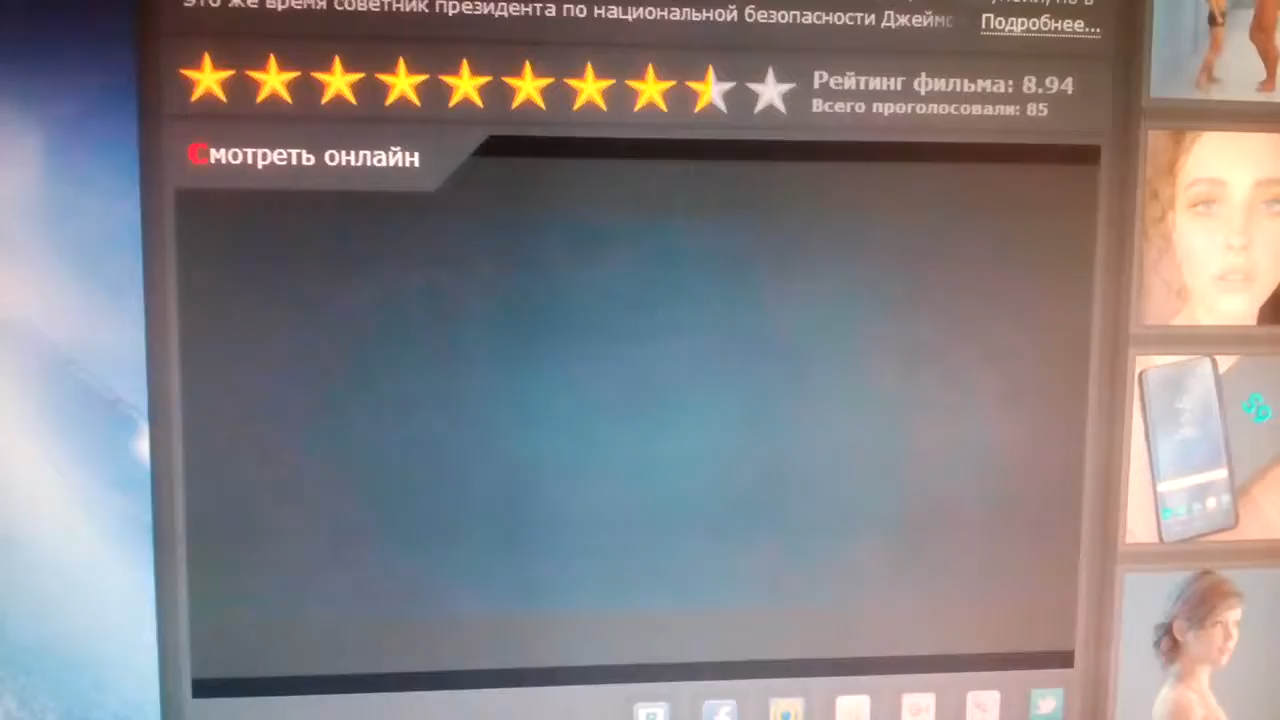 это же время советник президента по национальной безопасности Джеймс Подробнее...
Рейтинг фильма: 8.94
Всего проголосовали: 85
Смотреть онлайн